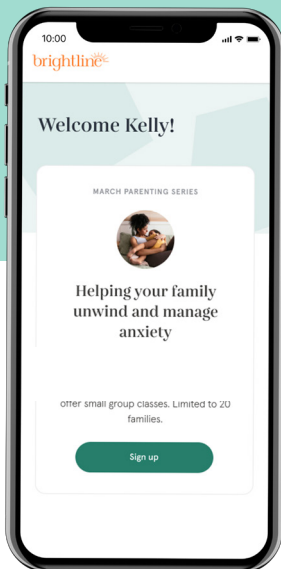 10:00
brightline
Welcome Kelly!
MARCH PARENTING SERIES
Helping your family
unwind and manage
anxiety
offer small group classes. Limited to 20
families.
Sign up